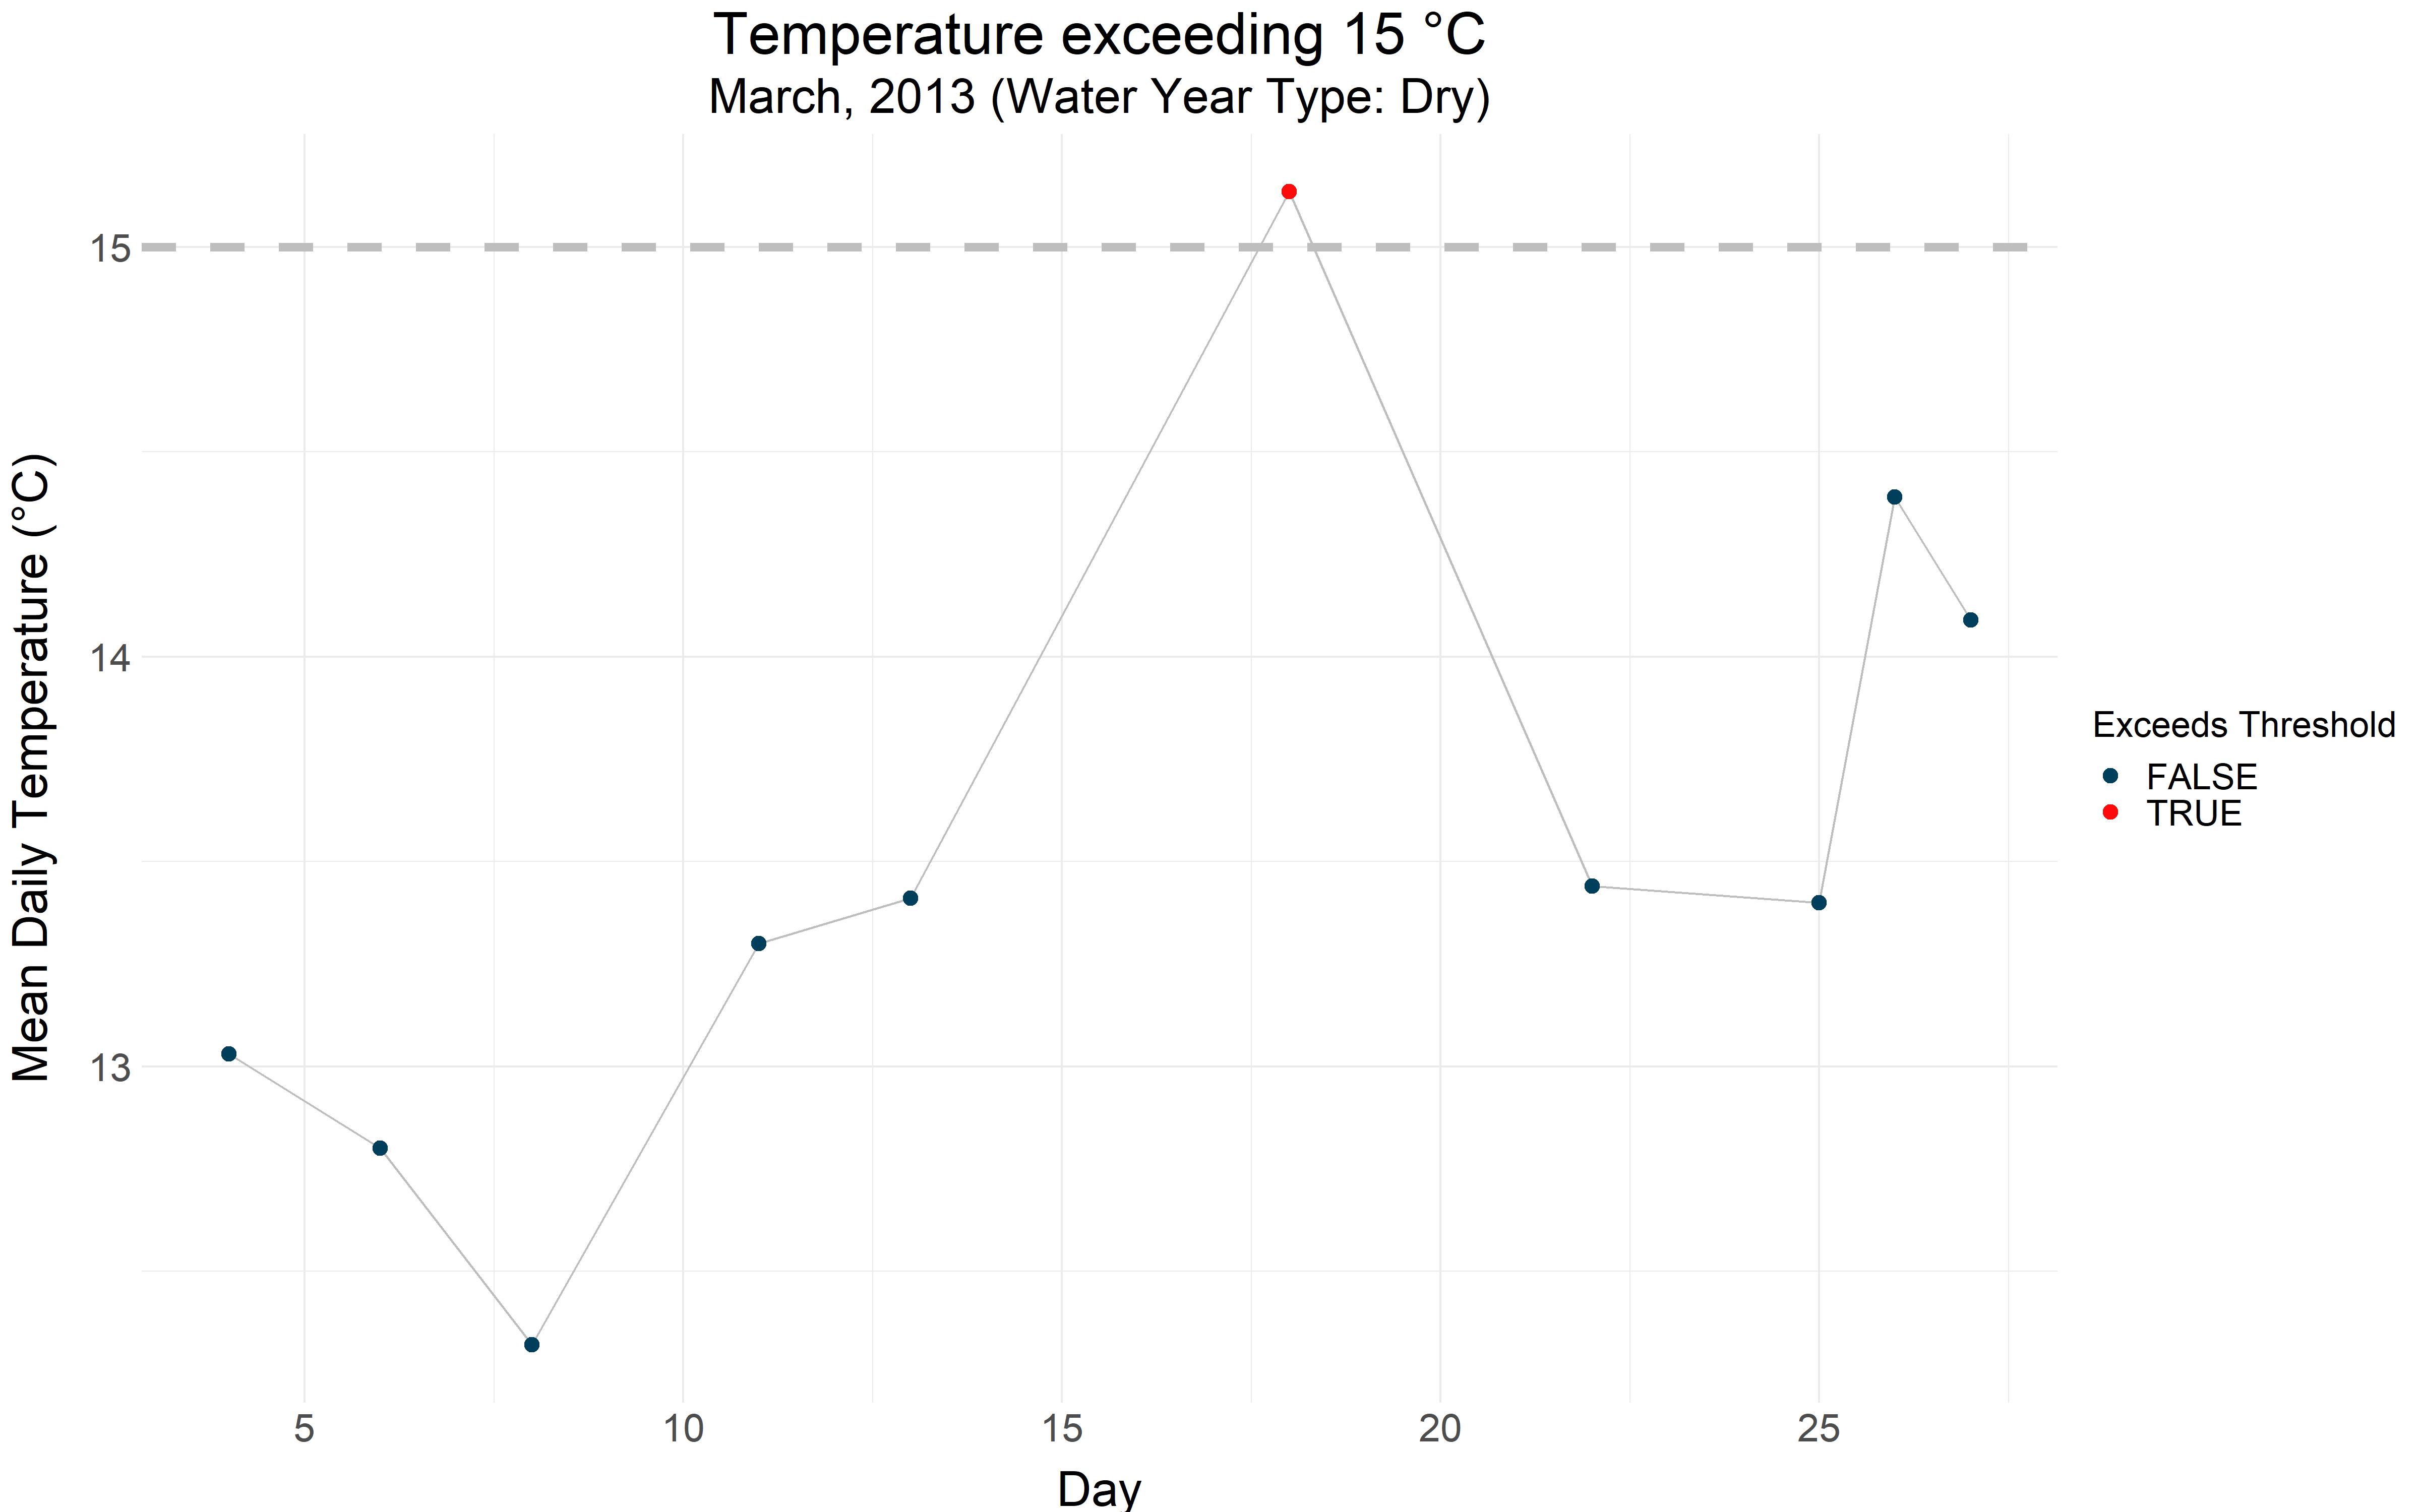 Temperature exceeding 15 °C
March, 2013 (Water Year Type: Dry)
Mean Daily Temperature (°C)
15
14
13
5
10
15
20
25
Day
Exceeds Threshold
FALSE
TRUE